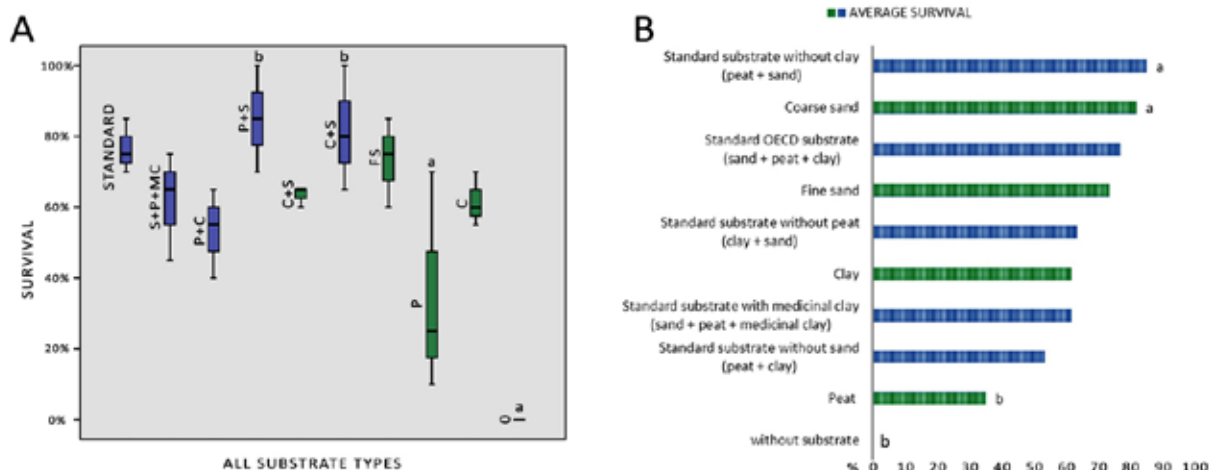 A
100%
80%
60%
40%
20%
0%
SURVIVAL
STANDARD
S+P+MC
P+C
b
P+S
C+S
b
C+S
FS
a
P
C
O
a
ALL SUBSTRATE TYPES
B
AVERAGE SURVIVAL
Standard substrate without clay
(peat + sand)
a
Coarse sand
a
Standard OECD substrate
(sand + peat + clay)
Fine sand
Standard substrate without peat
(clay + sand)
Clay
Standard substrate with medicinal clay
(sand + peat + medicinal clay)
Standard substrate without sand
(peat + clay)
Peat
b
without substrate
b
% 0 10 20 30 40 50 60 70 80 90 100